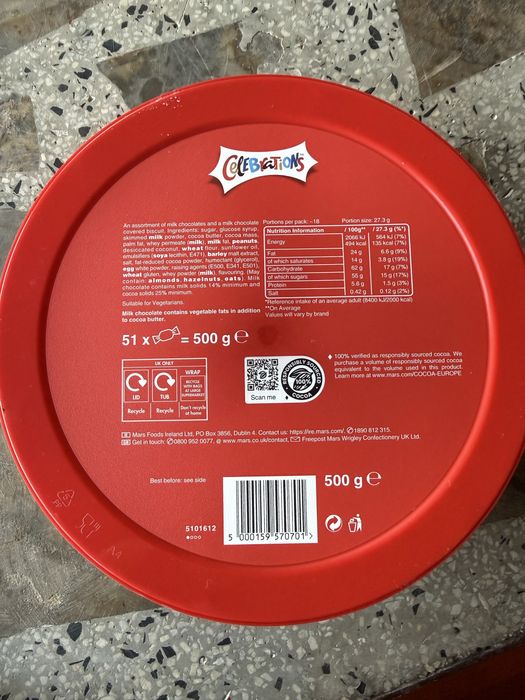 CELEBRATIONS
An assortment of milk chocolates and a milk chocolate
covered biscuit. Ingredients: sugar, glucose syrup,
skimmed milk powder, cocoa butter, cocoa mass,
palm fat, whey permeate (milk), milk fat, peanuts,
desiccated coconut, wheat flour, sunflower oil,
emulsifiers (soya lecithin, E471), barley malt extract,
salt, fat-reduced cocoa powder, humectant (glycerol),
egg white powder, raising agents (E500, E341, E501),
wheat gluten, whey powder (milk), flavouring. (May
contain: almonds, hazelnuts, oats). Milk
chocolate contains milk solids 14% minimum and
cocoa solids 25% minimum.
Suitable for Vegetarians.
Milk chocolate contains vegetable fats in addition
to cocoa butter.
Portions per pack: ~18 Portion size: 27.3 g
Nutrition Information /100g** /27.3 g (%*)
Energy 2066 kJ 564 kJ (7%)
494 kcal 135 kcal (7%)
Fat 24 g 6.6 g (9%)
of which saturates 14 g 3.8 g (19%)
Carbohydrate 62 g 17 g (7%)
of which sugars 55 g 15 g (17%)
Protein 5.6 g 1.5 g (3%)
Salt 0.42 g 0.12 g (2%)
*Reference intake of an average adult (8400 kJ/2000 kcal)
**On Average
Values will vary by brand
51 x = 500 g e
UK ONLY
LID
Recycle
TUB
Recycle
WRAP
RECYCLE
WITH BAGS
AT LARGE
SUPERMARKET
Don't recycle
at home
Scan me
RESPONSIBLY SOURCED
100%
COCOA
♦ 100% verified as responsibly sourced cocoa. We
purchase a volume of responsibly sourced cocoa
equivalent to the volume used in this product.
Learn more at www.mars.com/COCOA-EUROPE
Mars Foods Ireland Ltd, PO Box 3856, Dublin 4. Contact us: https://ire.mars.com/, 1890 812 315.
GB Get in touch: 0800 952 0077, @ www.mars.co.uk/contact, Freepost Mars Wrigley Confectionery UK Ltd.
Best before: see side
500 g e
5101612
5 000159 570701 >